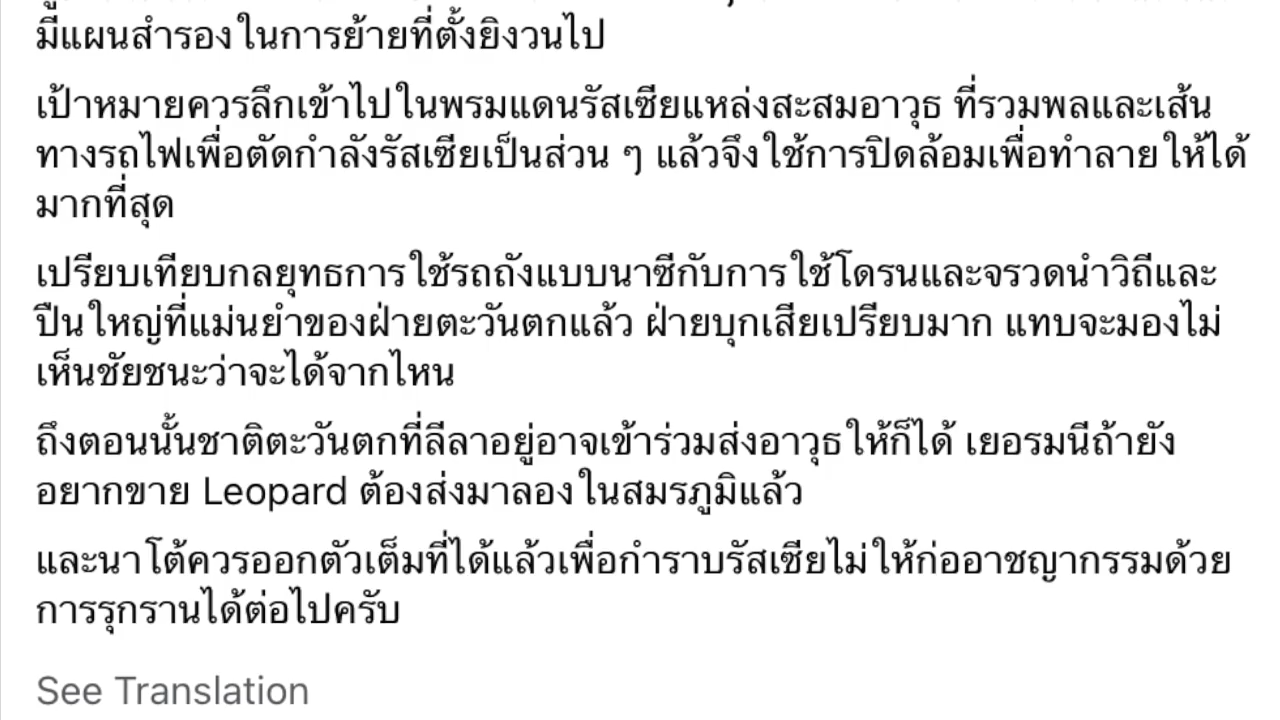 มีแผนสำรองในการย้ายที่ตั้งยิงวนไป
เป้าหมายควรลึกเข้าไปในพรมแดนรัสเซียแหล่งสะสมอาวุธ ที่รวมพลและเส้น
ทางรถไฟเพื่อตัดกำลังรัสเซียเป็นส่วน ๆ แล้วจึงใช้การปิดล้อมเพื่อทำลายให้ได้
มากที่สุด
เปรียบเทียบกลยุทธการใช้รถถังแบบนาซีกับการใช้โดรนและจรวดนำวิถีและ
ปืนใหญ่ที่แม่นยำของฝ่ายตะวันตกแล้ว ฝ่ายบุกเสียเปรียบมาก แทบจะมองไม่
เห็นชัยชนะว่าจะได้จากไหน
ถึงตอนนั้นชาติตะวันตกที่ลีลาอยู่อาจเข้าร่วมส่งอาวุธให้ก็ได้ เยอรมนีถ้ายัง
อยากขาย Leopard ต้องส่งมาลองในสมรภูมิแล้ว
และนาโต้ควรออกตัวเต็มที่ได้แล้วเพื่อกำราบรัสเซียไม่ให้ก่ออาชญากรรมด้วย
การรุกรานได้ต่อไปครับ
See Translation